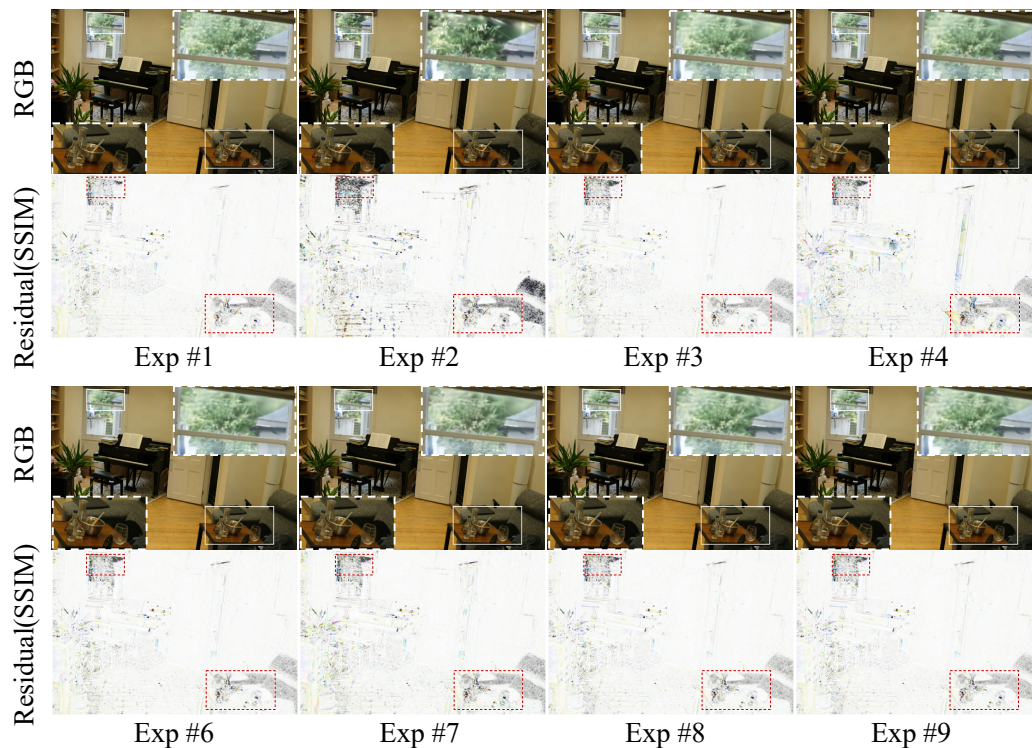 RGB
Residual(SSIM)
Exp #1 Exp #2 Exp #3 Exp #4
RGB
Residual(SSIM)
Exp #6 Exp #7 Exp #8 Exp #9